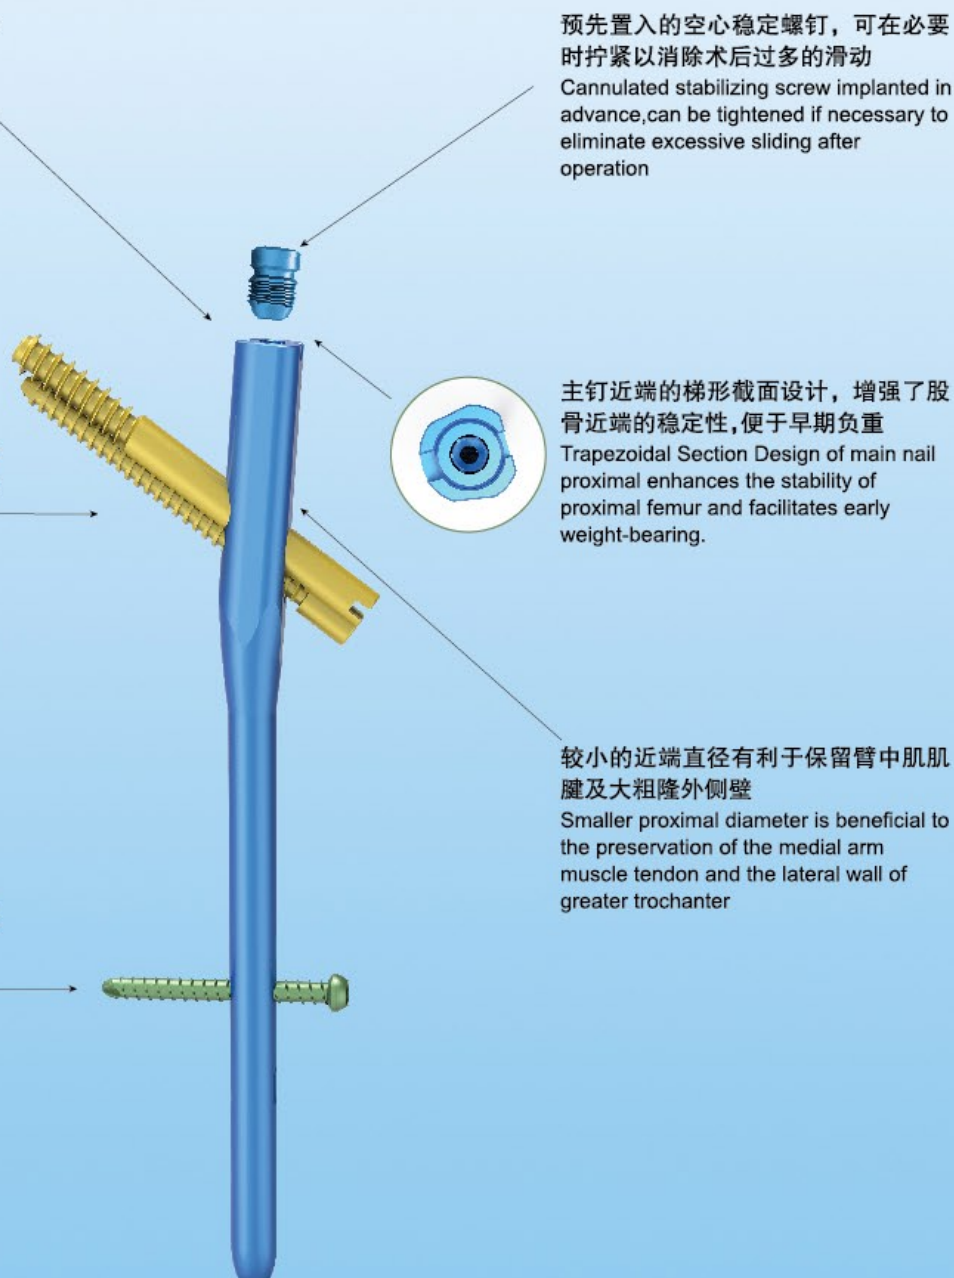 预先置入的空心稳定螺钉，可在必要
时拧紧以消除术后过多的滑动
Cannulated stabilizing screw implanted in
advance,can be tightened if necessary to
eliminate excessive sliding after
operation
主钉近端的梯形截面设计，增强了股
骨近端的稳定性,便于早期负重
Trapezoidal Section Design of main nail
proximal enhances the stability of
proximal femur and facilitates early
weight-bearing.
较小的近端直径有利于保留臂中肌肌
腱及大粗隆外侧壁
Smaller proximal diameter is beneficial to
the preservation of the medial arm
muscle tendon and the lateral wall of
greater trochanter